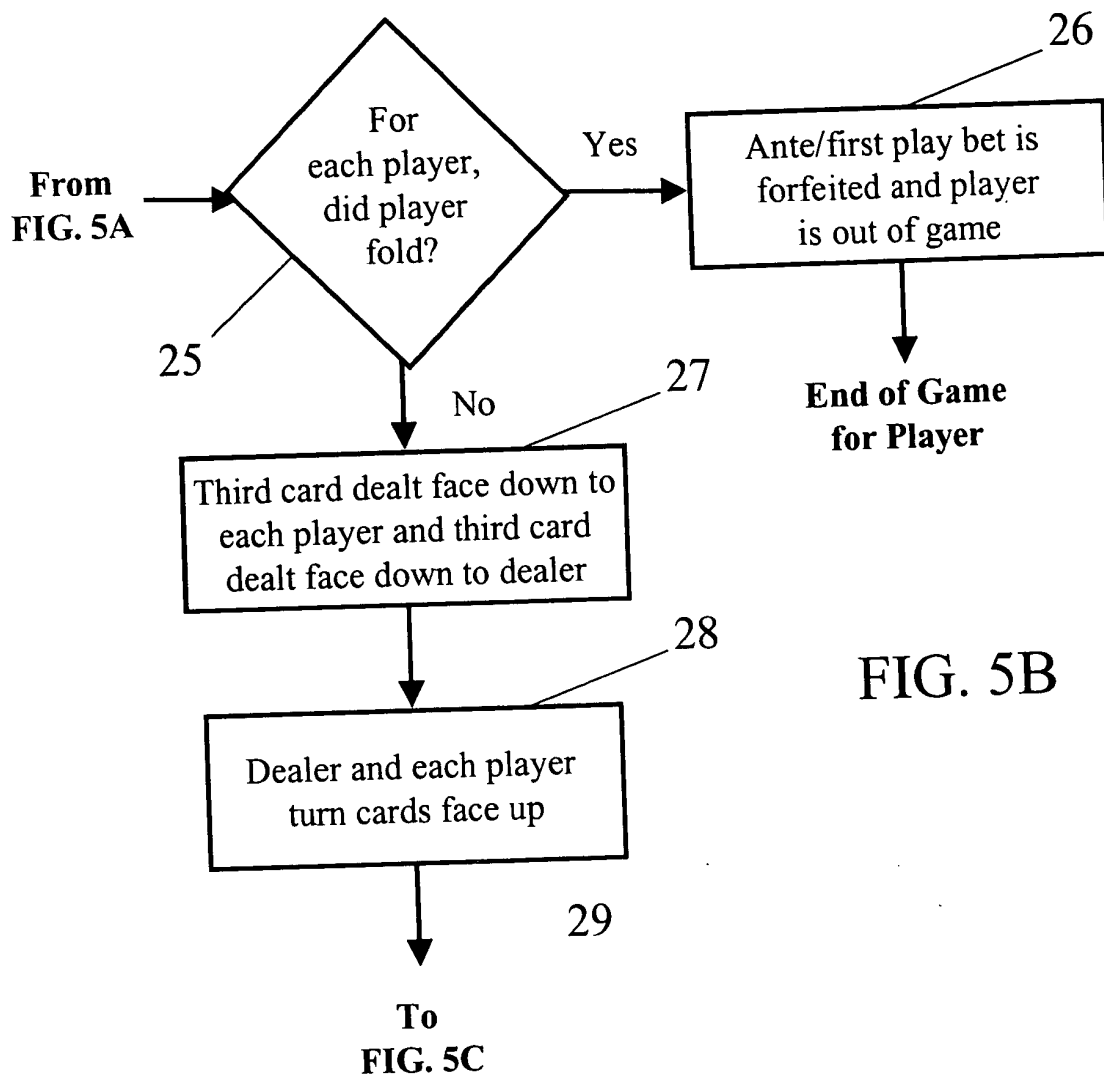 26
For
each player,
did player
fold?
Yes
Ante/first play bet is
forfeited and player
is out of game
From
FIG. 5A
25
No
27
End of Game
for Player
Third card dealt face down to
each player and third card
dealt face down to dealer
28
FIG. 5B
Dealer and each player
turn cards face up
29
To
FIG. 5C